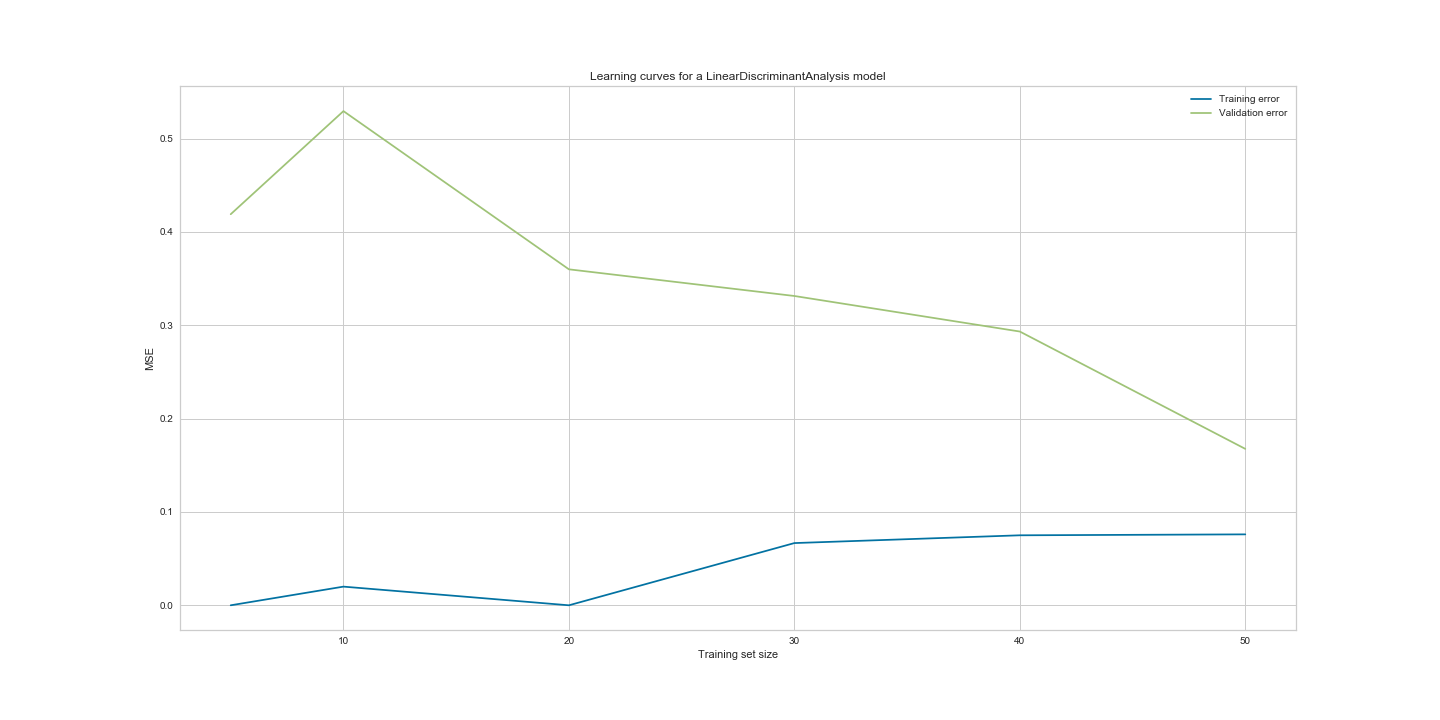 Learning curves for a LinearDiscriminantAnalysis model
Training error
Validation error
0.5
0.4
0.3
0.2
0.1
0.0
MSE
10 20 30 40 50
Training set size